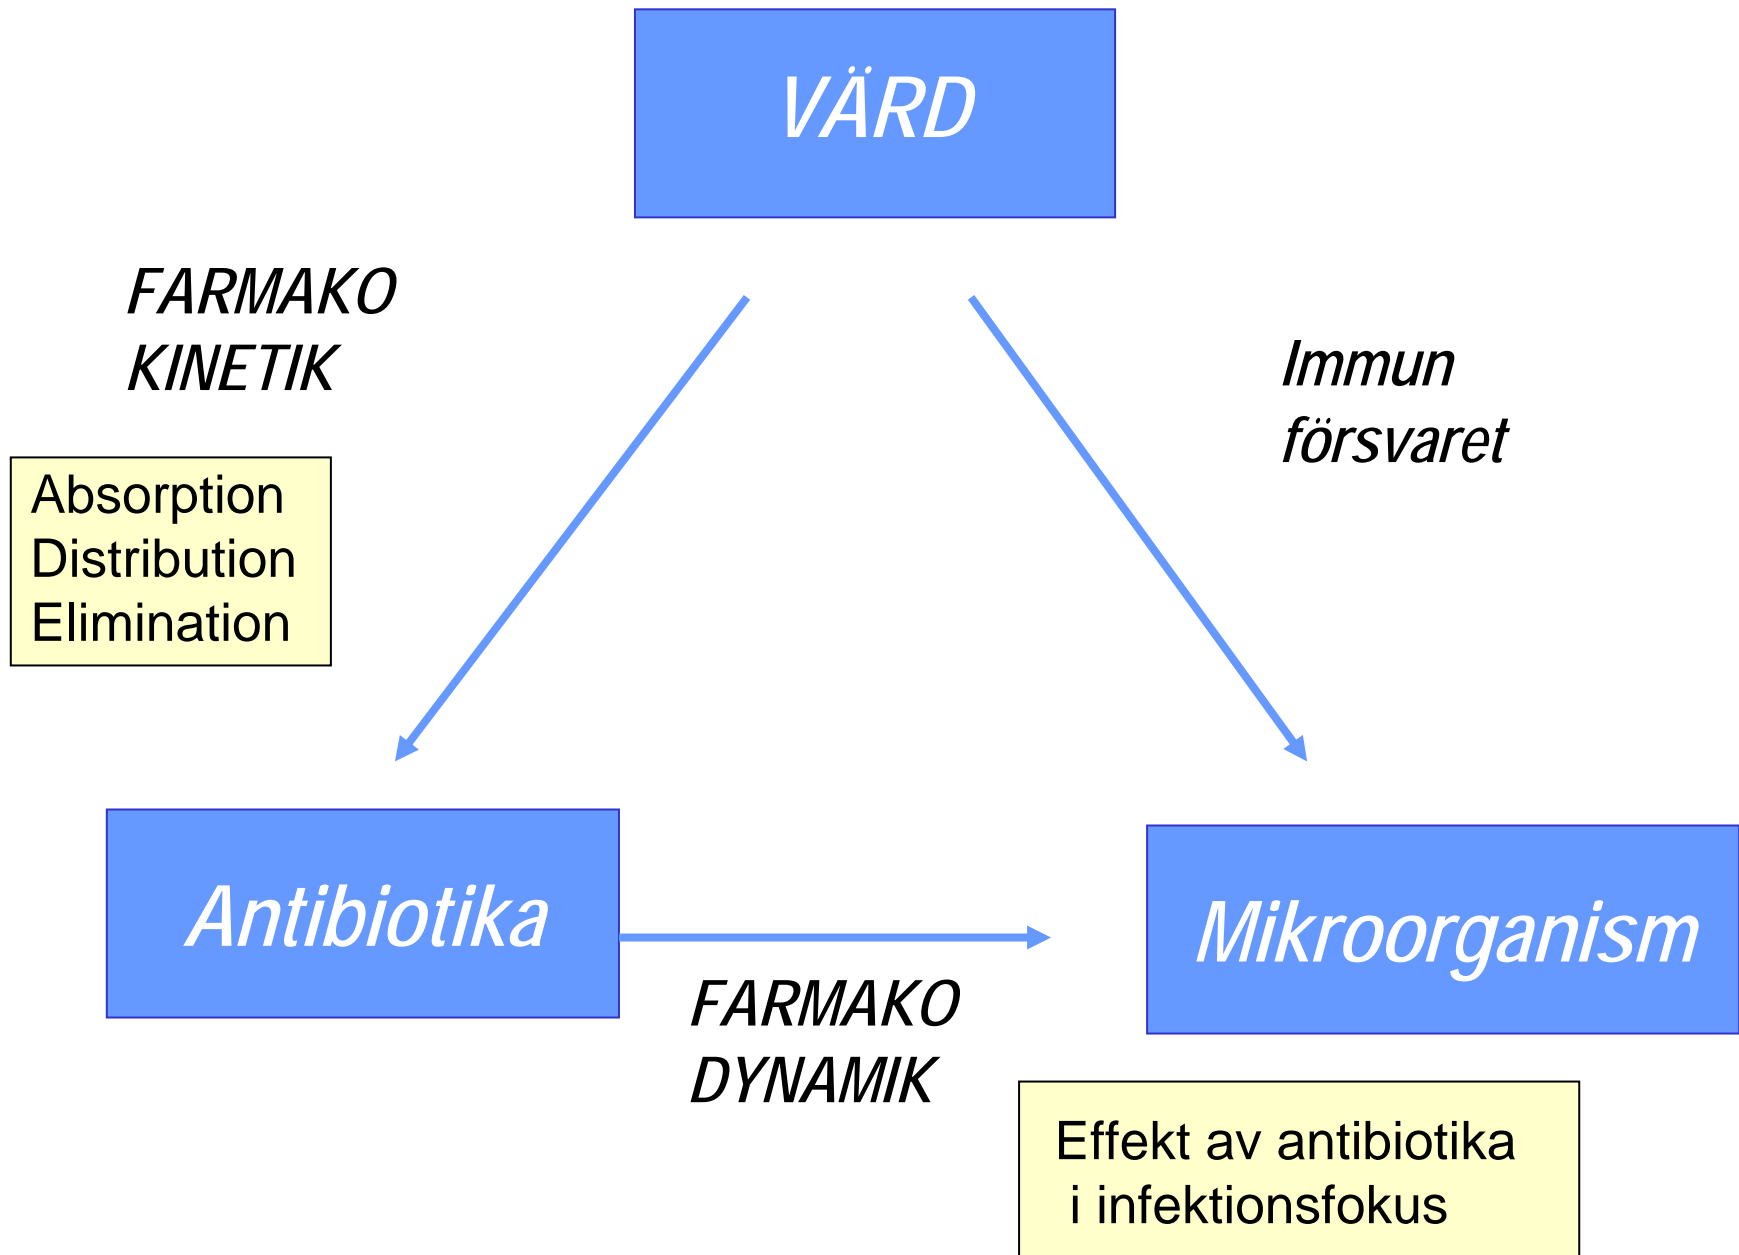 VÄRD
FARMAKO
KINETIK
Immun
försvaret
Absorption
Distribution
Elimination
Antibiotika
Mikroorganism
FARMAKO
DYNAMIK
Effekt av antibiotika
i infektionsfokus